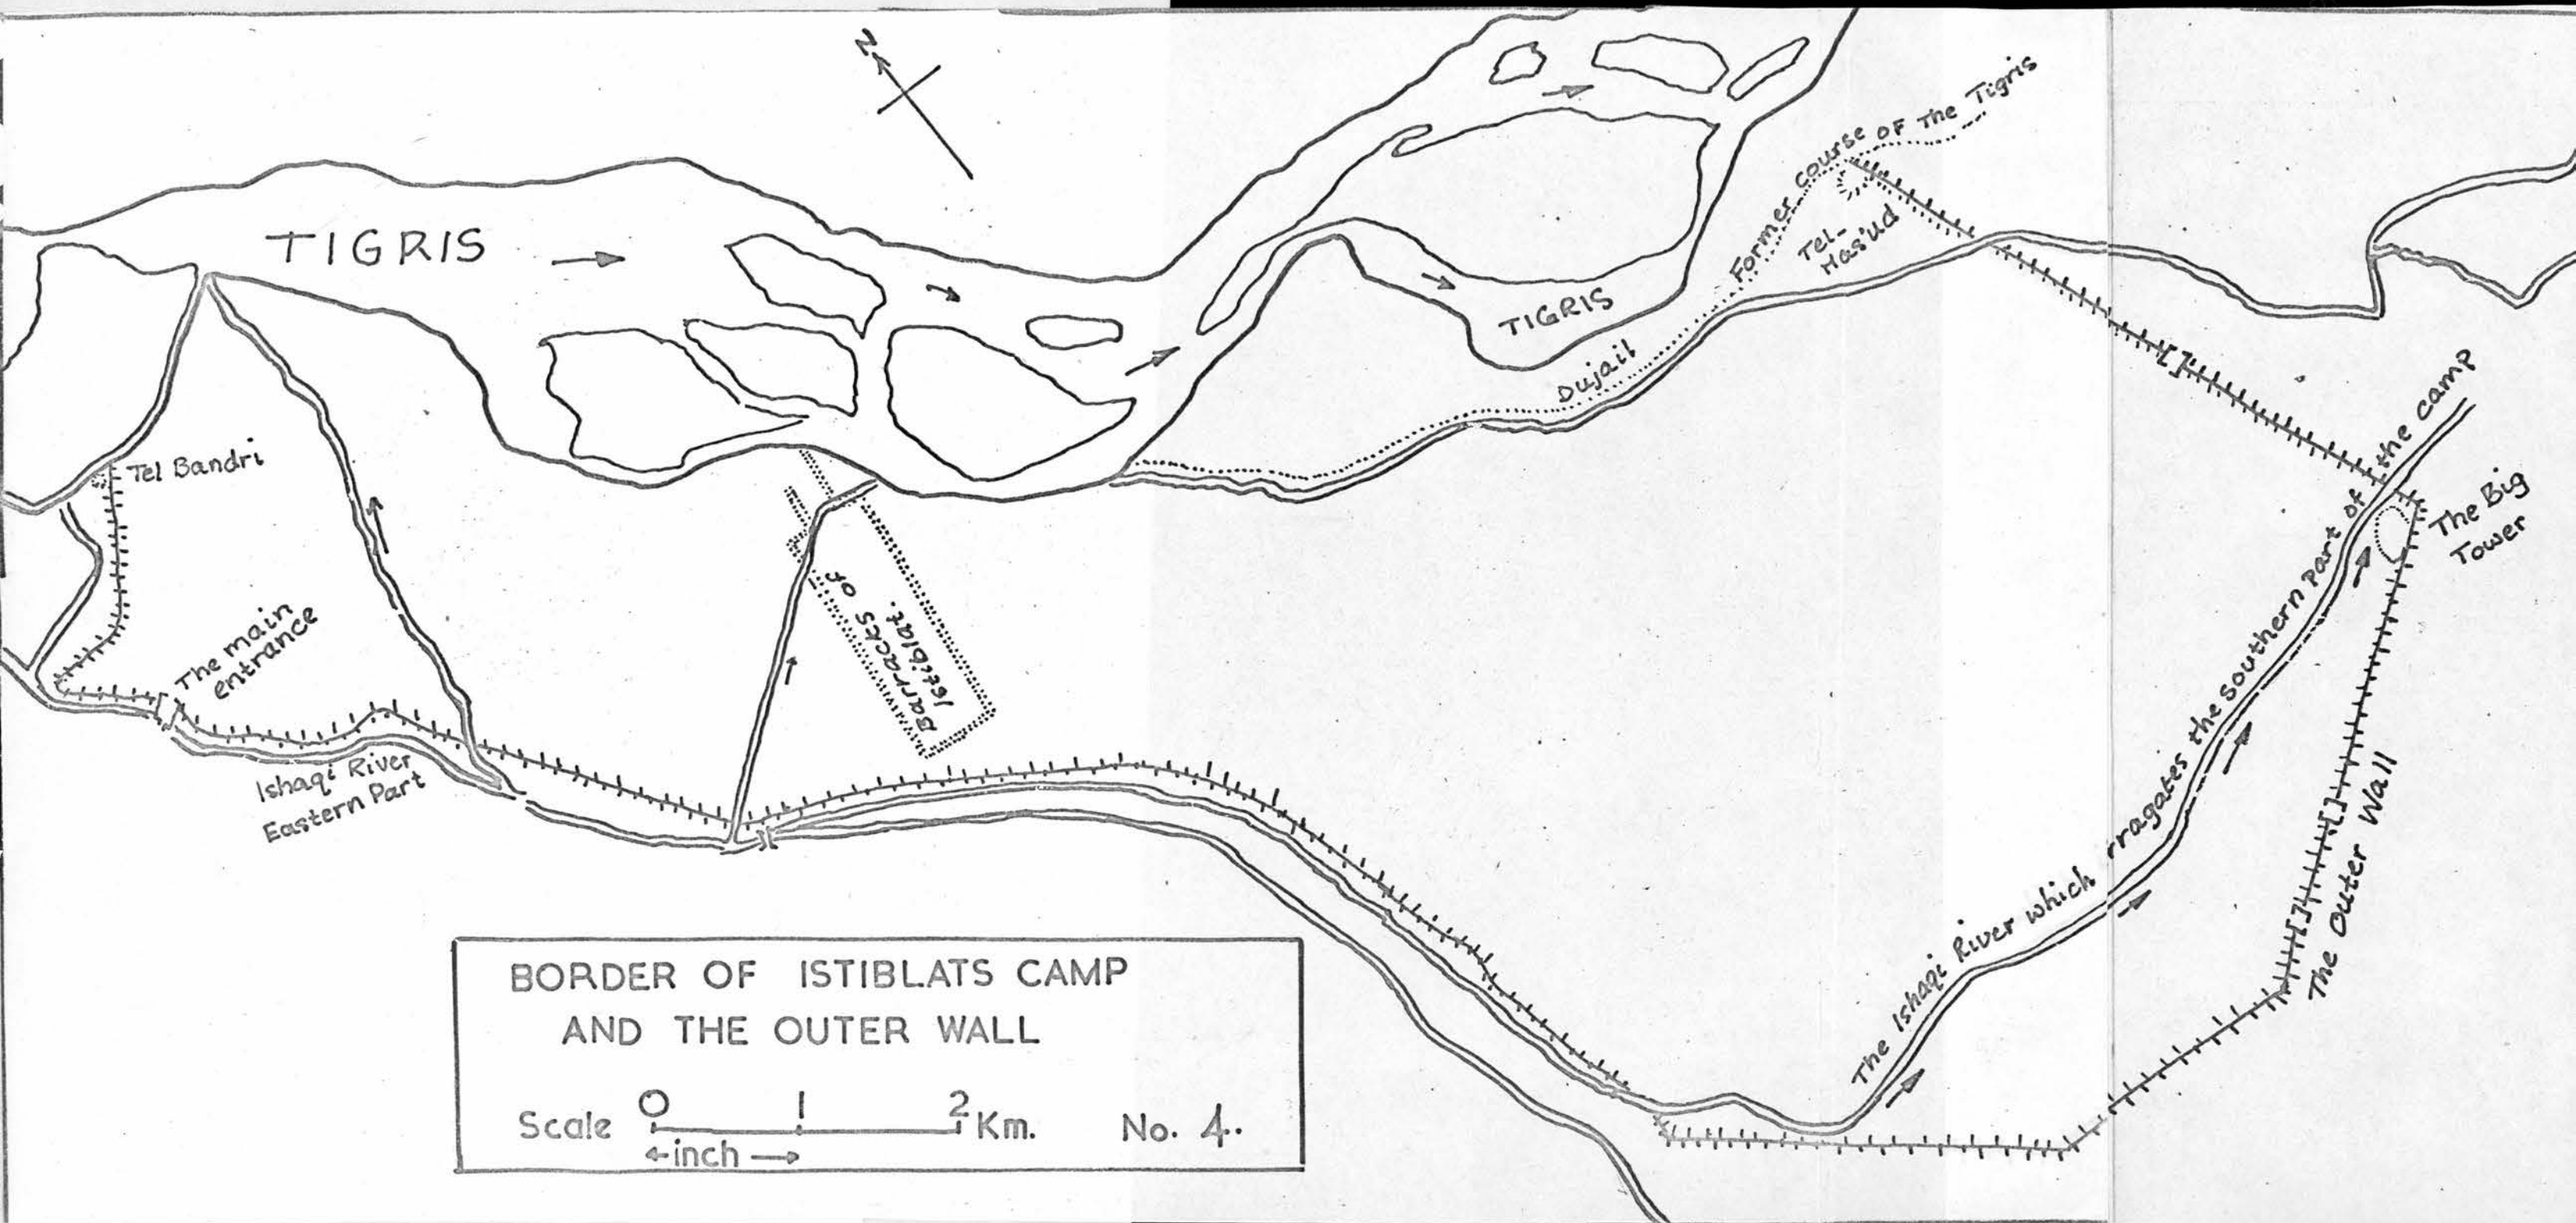 N
TIGRIS
Former course OF The Tigris
Tel-
Has'ud
TIGRIS
Dujail
Tel Bandri
The main
entrance
Barracks of
Istiblat.
Ishaqi River
Eastern Part
The Ishaqi River which irragates the southern Part of the camp
The Big
Tower
The Outer Wall
BORDER OF ISTIBLATS CAMP
AND THE OUTER WALL
Scale 0 1 2 Km. No. 4.
inch